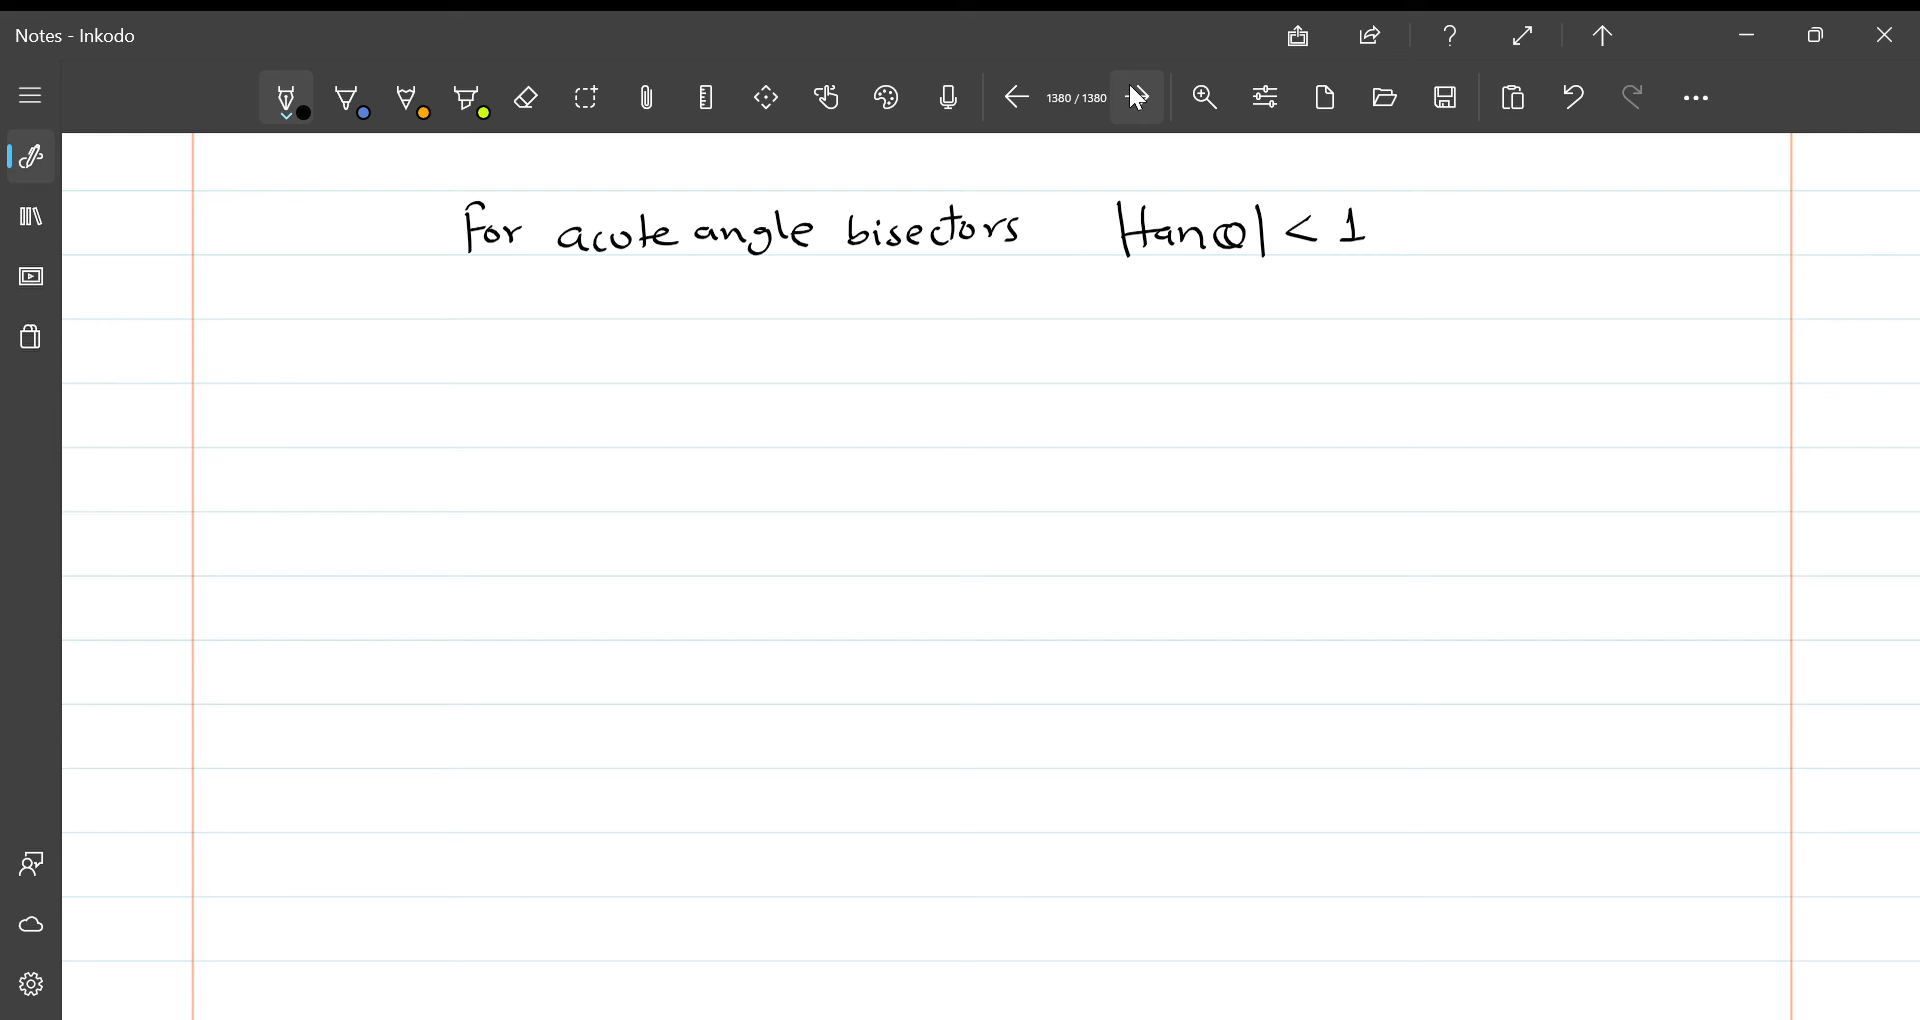 Notes - Inkodo
1380 / 1380
For acute angle bisectors |tanθ| < 1